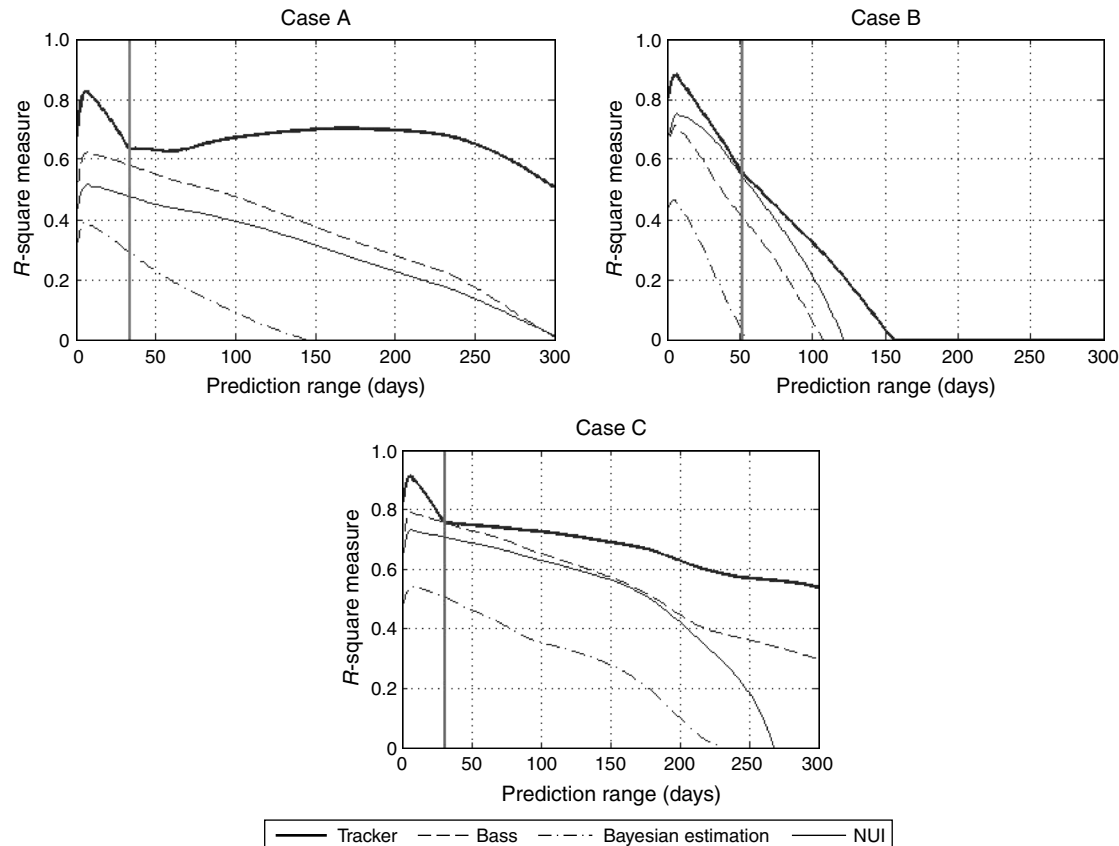 Case A
1.0
0.8
0.6
0.4
0.2
0
R-square measure
0 50 100 150 200 250 300
Prediction range (days)
Case B
1.0
0.8
0.6
0.4
0.2
0
R-square measure
0 50 100 150 200 250 300
Prediction range (days)
Case C
1.0
0.8
0.6
0.4
0.2
0
R-square measure
0 50 100 150 200 250 300
Prediction range (days)
Tracker Bass Bayesian estimation NUI